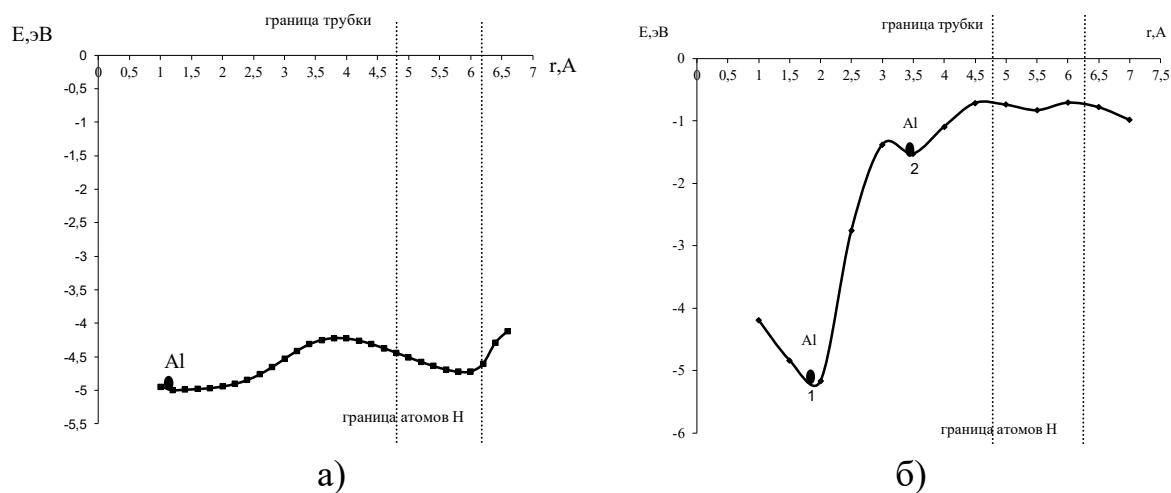 граница трубки
E,эВ
0
0 0,5 1 1,5 2 2,5 3 3,5 4 4,5 5 5,5 6 6,5 7
r,А
-0,5
-1
-1,5
-2
-2,5
-3
-3,5
-4
-4,5
-5
-5,5
Al
граница атомов Н
а)
граница трубки
E,эВ
r,А
0
0 0,5 1 1,5 2 2,5 3 3,5 4 4,5 5 5,5 6 6,5 7 7,5
-1
-2
-3
-4
-5
-6
Al
2
Al
1
граница атомов Н
б)